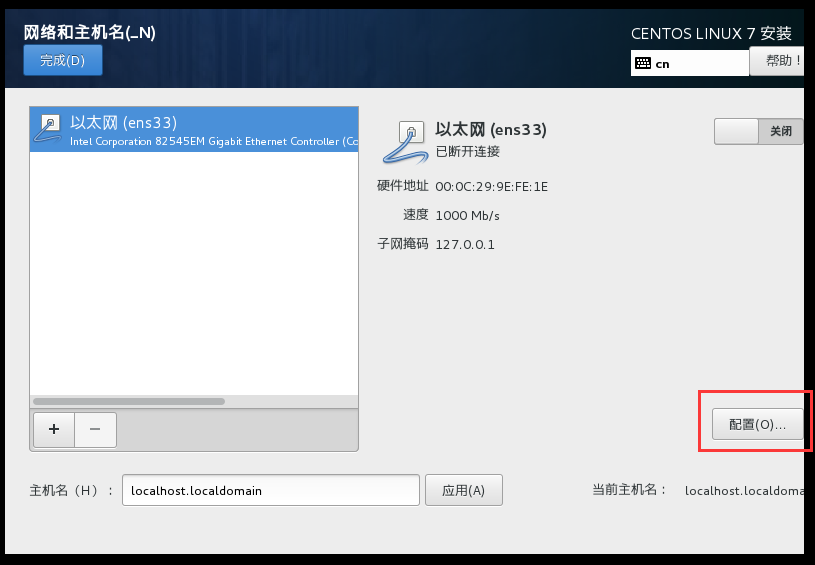 网络和主机名(_N)
CENTOS LINUX 7 安装
完成(D)
cn
帮助！
以太网 (ens33)
Intel Corporation 82545EM Gigabit Ethernet Controller (Co
以太网 (ens33)
已断开连接
关闭
硬件地址 00:0C:29:9E:FE:1E
速度 1000 Mb/s
子网掩码 127.0.0.1
配置(O)...
+ −
主机名（H）： localhost.localdomain 应用(A) 当前主机名： localhost.localdoma